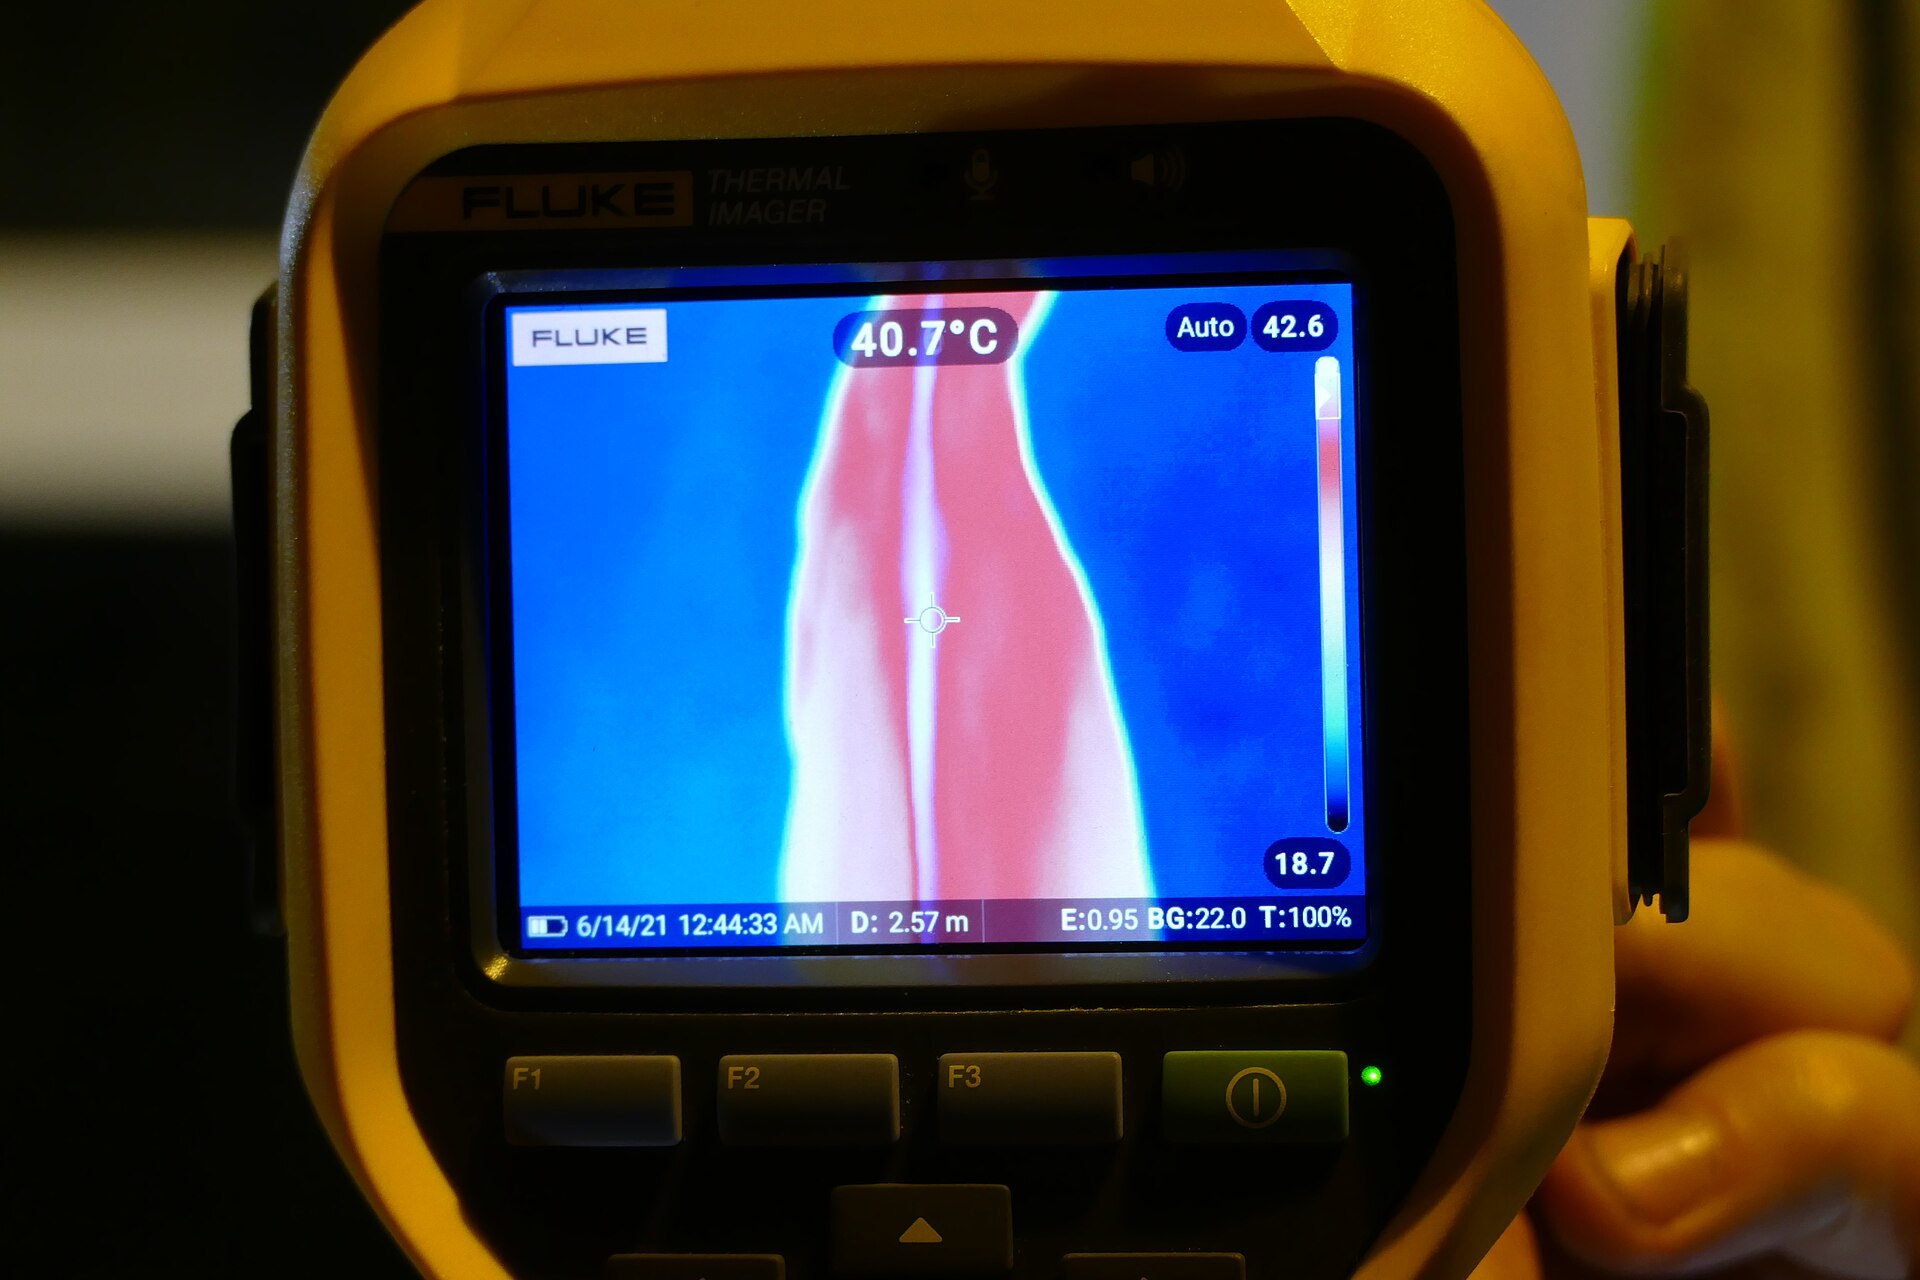 FLUKE THERMAL
IMAGER
FLUKE
40.7°C
Auto 42.6
18.7
6/14/21 12:44:33 AM D: 2.57 m E:0.95 BG:22.0 T:100%
F1 F2 F3